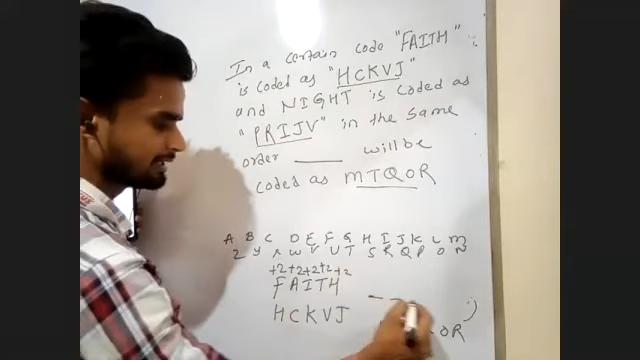 In a certain code "FAITH"
is coded as "HCKVJ"
and NIGHT is coded as
"PRIJV" in the same
order ____ will be
coded as MTQOR
A B C D E F G H I J K L M
Z Y X W V U T S R Q P O N
+2+2+2+2+2
FAITH
HCKVJ
OR